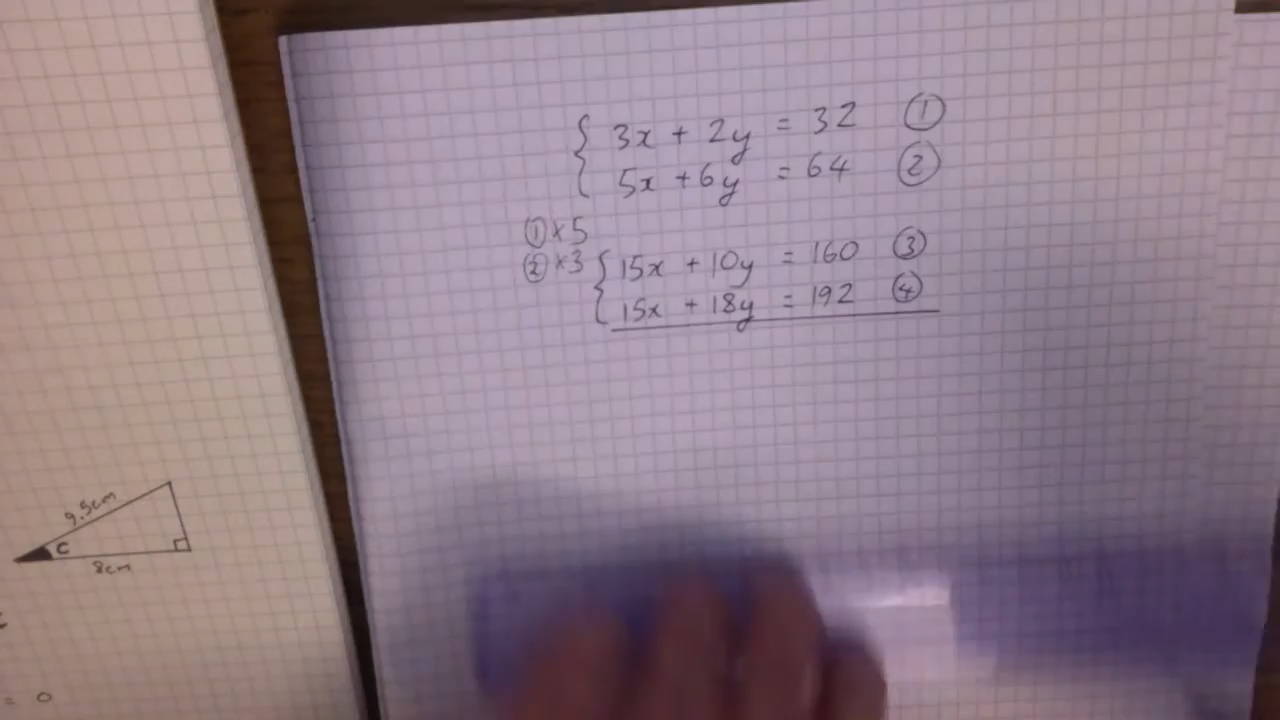 3x + 2y = 32 ①
5x + 6y = 64 ②
① × 5
② × 3 15x + 10y = 160 ③
15x + 18y = 192 ④
9.5cm
c
8cm
= 0